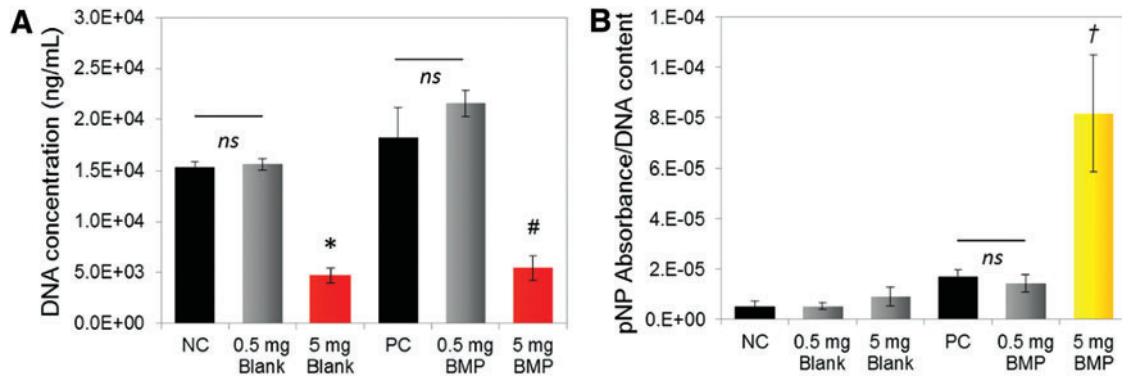 A
DNA concentration (ng/mL)
3.0E+04
2.5E+04
2.0E+04
1.5E+04
1.0E+04
5.0E+03
0.0E+00
ns
*
ns
#
NC
0.5 mg
Blank
5 mg
Blank
PC
0.5 mg
BMP
5 mg
BMP
B
pNP Absorbance/DNA content
1.E-04
1.E-04
8.E-05
6.E-05
4.E-05
2.E-05
0.E+00
ns
†
NC
0.5 mg
Blank
5 mg
Blank
PC
0.5 mg
BMP
5 mg
BMP